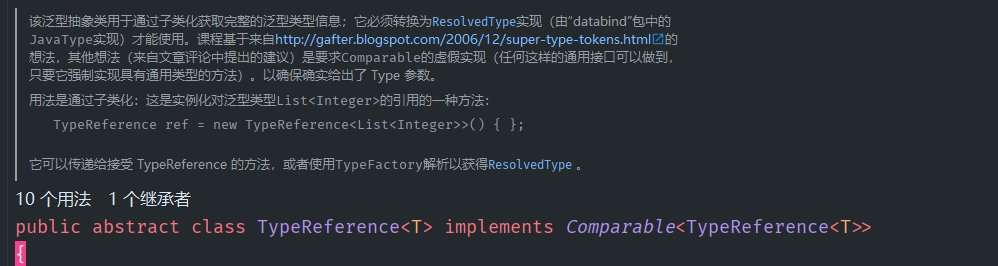 该泛型抽象类用于通过子类化获取完整的泛型类型信息；它必须转换为ResolvedType实现（由“databind”包中的
JavaType实现）才能使用。课程基于来自http://gafter.blogspot.com/2006/12/super-type-tokens.html的
想法，其他想法（来自文章评论中提出的建议）是要求Comparable的虚假实现（任何这样的通用接口可以做到，
只要它强制实现具有通用类型的方法）。以确保确实给出了 Type 参数。
用法是通过子类化：这是实例化对泛型类型List<Integer>的引用的一种方法：
TypeReference ref = new TypeReference<List<Integer>>() { };
它可以传递给接受 TypeReference 的方法，或者使用TypeFactory解析以获得ResolvedType 。
10 个用法 1 个继承者
public abstract class TypeReference<T> implements Comparable<TypeReference<T>>
{